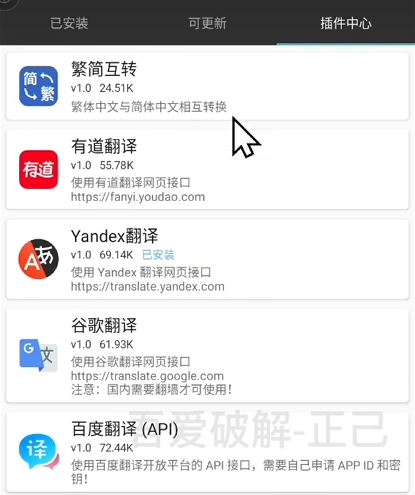 已安装 可更新 插件中心
简 繁
繁简互转
v1.0 24.51K
繁体中文与简体中文相互转换
有道
有道翻译
v1.0 55.78K
使用有道翻译网页接口
https://fanyi.youdao.com
Aあ
Yandex翻译
v1.0 69.14K 已安装
使用 Yandex 翻译网页接口
https://translate.yandex.com
G文
谷歌翻译
v1.0 61.93K
使用谷歌翻译网页接口
https://translate.google.com
注意：国内需要翻墙才可使用！
吾爱破解-正己
译
百度翻译 (API)
v1.0 72.44K
使用百度翻译开放平台的 API 接口，需要自己申请 APP ID 和密
钥！